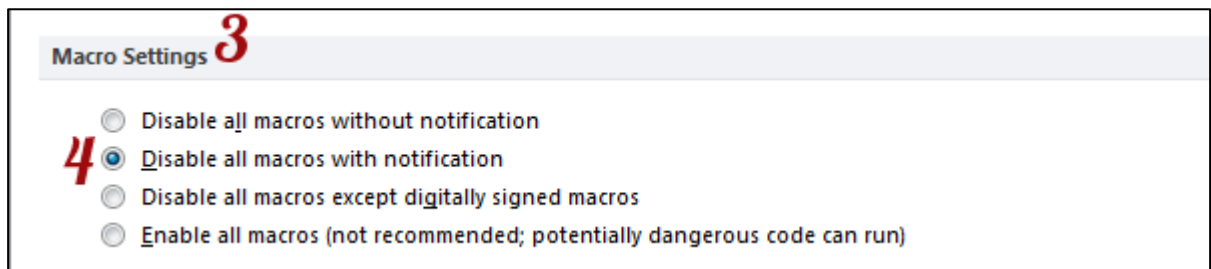 Macro Settings 3
Disable all macros without notification
4 Disable all macros with notification
Disable all macros except digitally signed macros
Enable all macros (not recommended; potentially dangerous code can run)